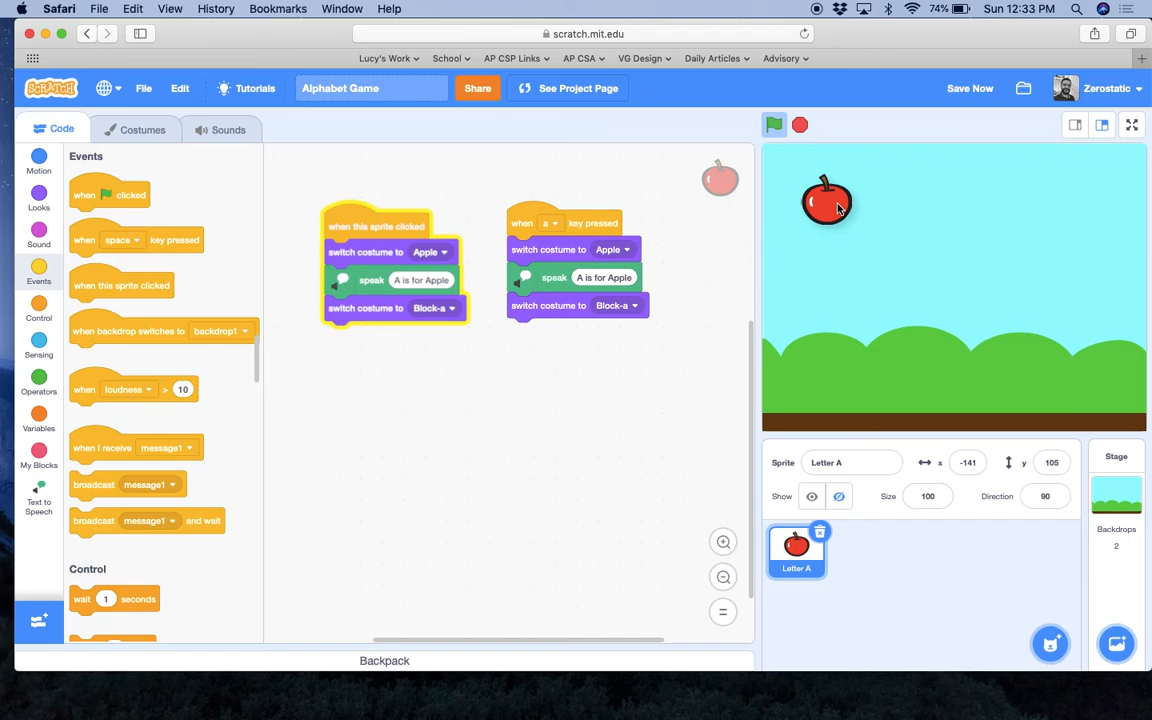 Safari File Edit View History Bookmarks Window Help 74% Sun 12:33 PM
scratch.mit.edu
Lucy's Work School AP CSP Links AP CSA VG Design Daily Articles Advisory
SCRATCH File Edit Tutorials Alphabet Game Share See Project Page Save Now Zerostatic
Code Costumes Sounds
Motion
Looks
Sound
Events
Control
Sensing
Operators
Variables
My Blocks
Text to
Speech
Events
when clicked
when space key pressed
when this sprite clicked
when backdrop switches to backdrop1
when loudness > 10
when I receive message1
broadcast message1
broadcast message1 and wait
Control
wait 1 seconds
when this sprite clicked
switch costume to Apple
speak A is for Apple
switch costume to Block-a
when a key pressed
switch costume to Apple
speak A is for Apple
switch costume to Block-a
Backpack
Sprite Letter A x -141 y 105
Show Size 100 Direction 90
Letter A
Stage
Backdrops
2